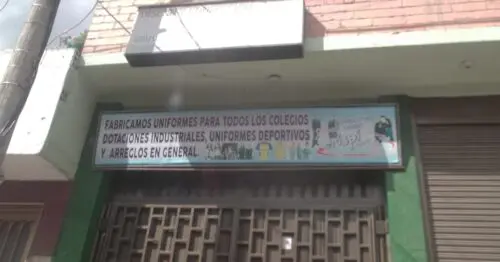 FABRICAMOS UNIFORMES PARA TODOS LOS COLEGIOS
DOTACIONES INDUSTRIALES, UNIFORMES DEPORTIVOS
Y ARREGLOS EN GENERAL